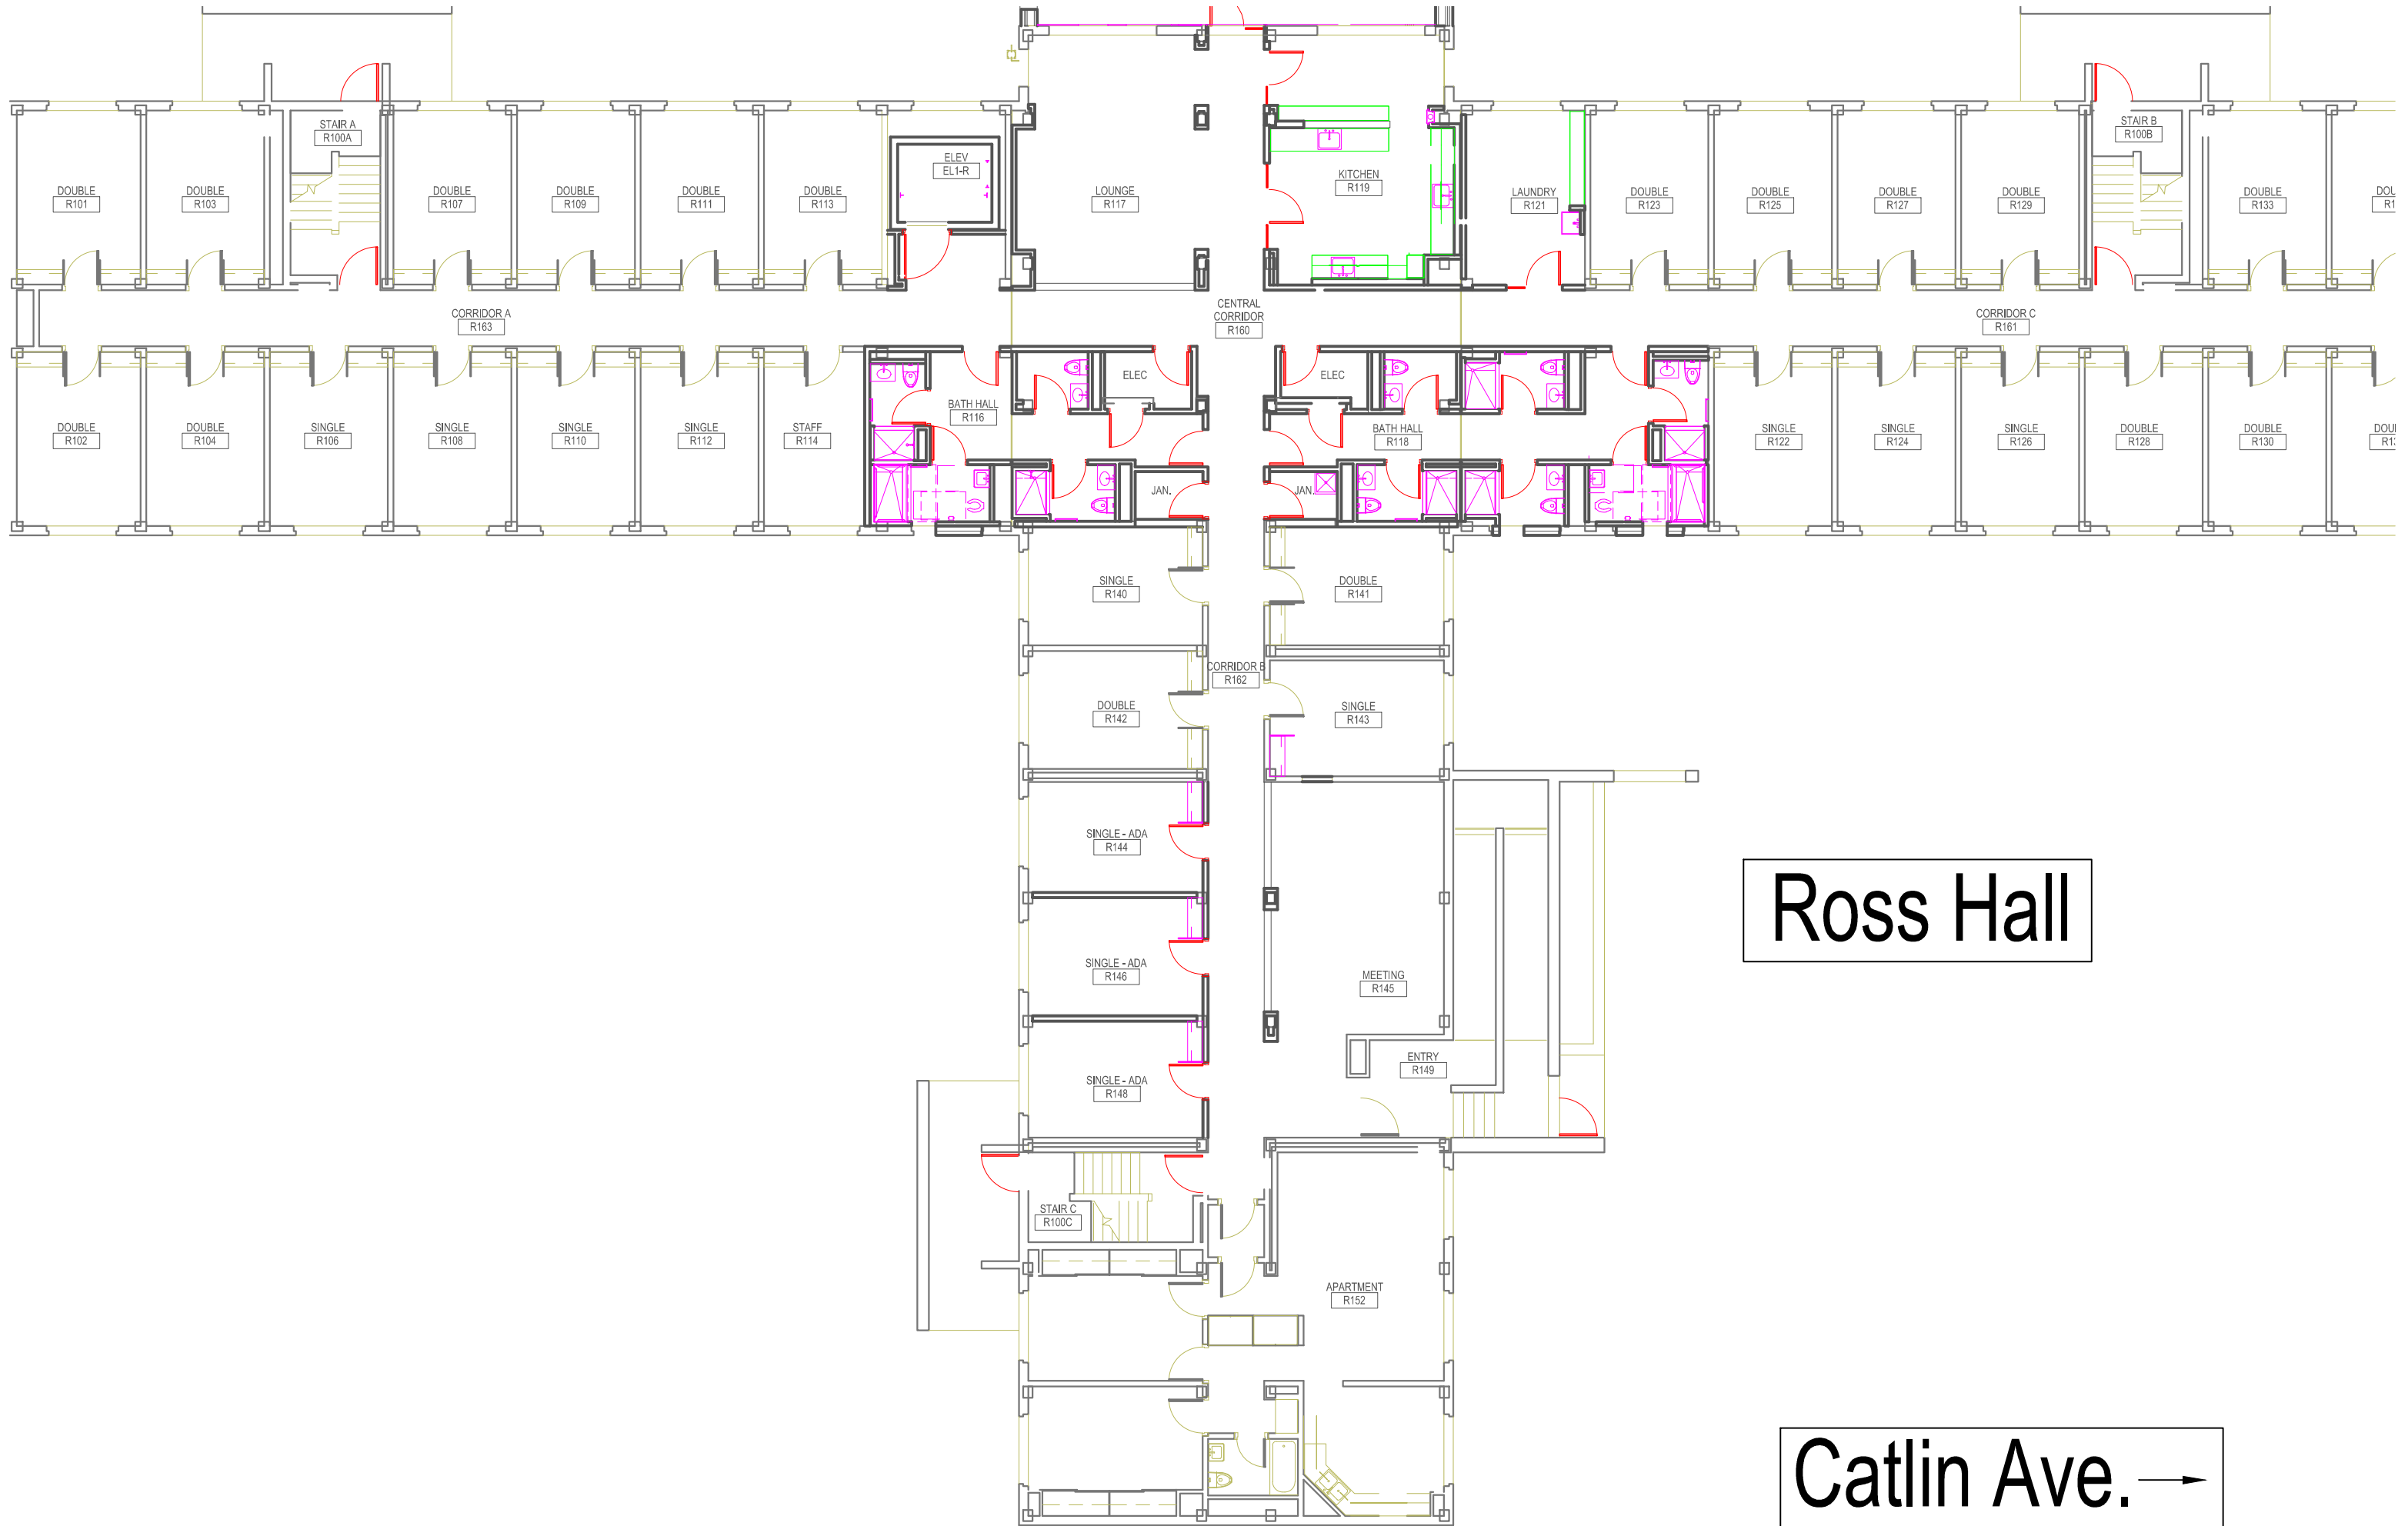 STAIR A
R100A
STAIR B
R100B
ELEV
EL1-R
DOUBLE
R101
DOUBLE
R103
DOUBLE
R107
DOUBLE
R109
DOUBLE
R111
DOUBLE
R113
LOUNGE
R117
KITCHEN
R119
LAUNDRY
R121
DOUBLE
R123
DOUBLE
R125
DOUBLE
R127
DOUBLE
R129
DOUBLE
R133
CORRIDOR A
R163
CENTRAL
CORRIDOR
R160
CORRIDOR C
R161
ELEC
ELEC
DOUBLE
R102
DOUBLE
R104
SINGLE
R106
SINGLE
R108
SINGLE
R110
SINGLE
R112
STAFF
R114
BATH HALL
R116
BATH HALL
R118
SINGLE
R122
SINGLE
R124
SINGLE
R126
DOUBLE
R128
DOUBLE
R130
JAN.
JAN.
SINGLE
R140
DOUBLE
R141
CORRIDOR B
R162
DOUBLE
R142
SINGLE
R143
SINGLE - ADA
R144
SINGLE - ADA
R146
MEETING
R145
Ross Hall
ENTRY
R149
SINGLE - ADA
R148
STAIR C
R100C
APARTMENT
R152
Catlin Ave.